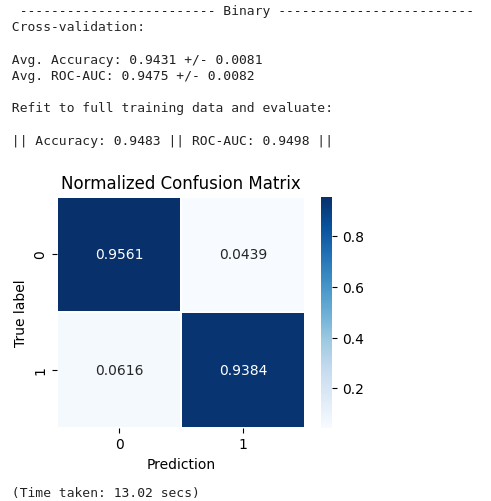 ------------------------- Binary -------------------------
Cross-validation:
Avg. Accuracy: 0.9431 +/- 0.0081
Avg. ROC-AUC: 0.9475 +/- 0.0082
Refit to full training data and evaluate:
|| Accuracy: 0.9483 || ROC-AUC: 0.9498 ||
Normalized Confusion Matrix
True label
0
1
0.9561 0.0439
0.0616 0.9384
0 1
Prediction
0.8
0.6
0.4
0.2
(Time taken: 13.02 secs)